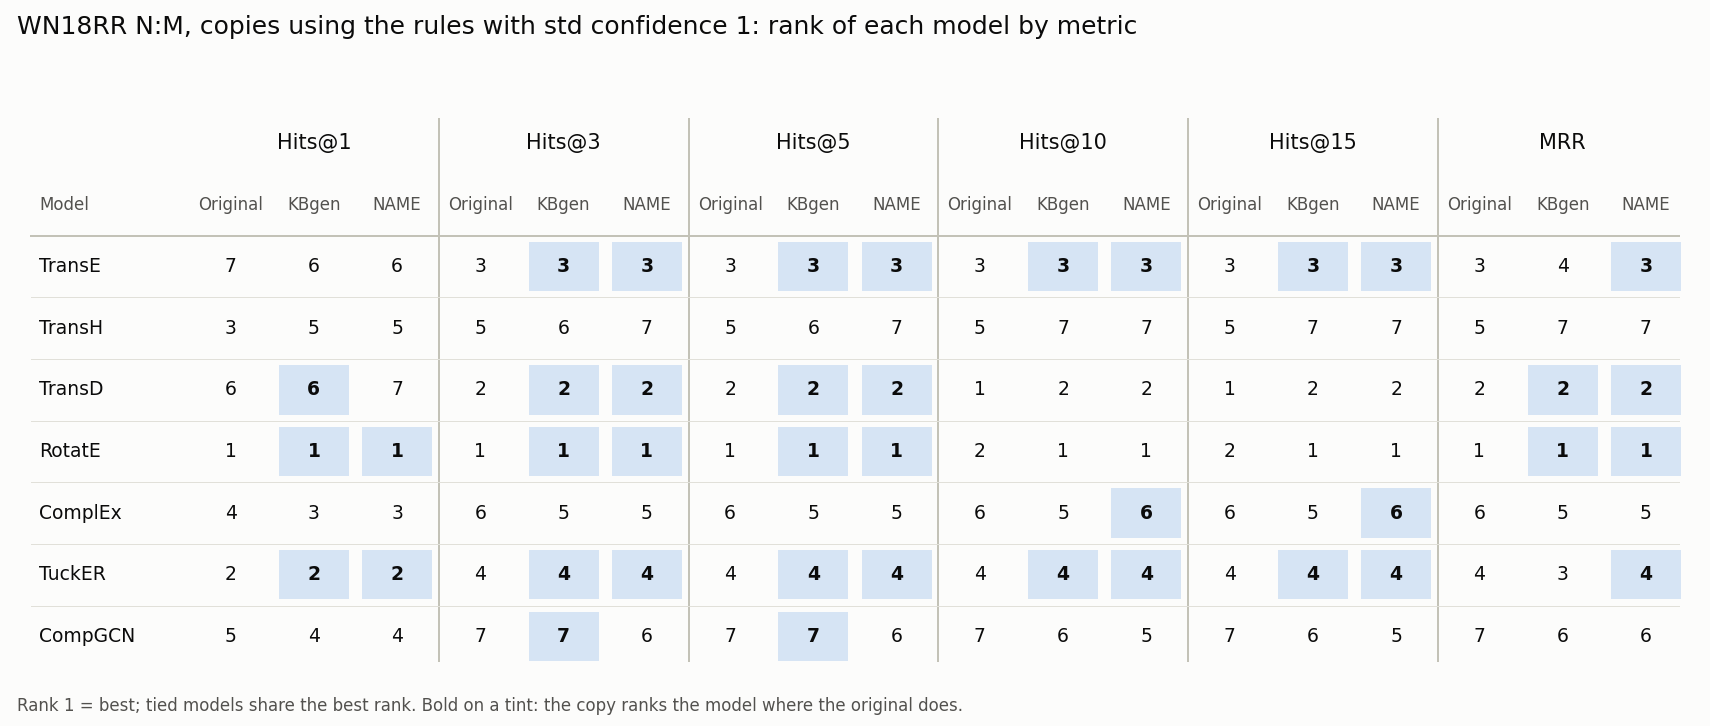 WN18RR N:M, copies using the rules with std confidence 1: rank of each model by metric
Hits@1 Hits@3 Hits@5 Hits@10 Hits@15 MRR
Model Original KBgen NAME Original KBgen NAME Original KBgen NAME Original KBgen NAME Original KBgen NAME Original KBgen NAME
TransE 7 6 6 3 3 3 3 3 3 3 3 3 3 3 3 3 4 3
TransH 3 5 5 5 6 7 5 6 7 5 7 7 5 7 7 5 7 7
TransD 6 6 7 2 2 2 2 2 2 1 2 2 1 2 2 2 2 2
RotatE 1 1 1 1 1 1 1 1 1 2 1 1 2 1 1 1 1 1
ComplEx 4 3 3 6 5 5 6 5 5 6 5 6 6 5 6 6 5 5
TuckER 2 2 2 4 4 4 4 4 4 4 4 4 4 4 4 4 3 4
CompGCN 5 4 4 7 7 6 7 7 6 7 6 5 7 6 5 7 6 6
Rank 1 = best; tied models share the best rank. Bold on a tint: the copy ranks the model where the original does.